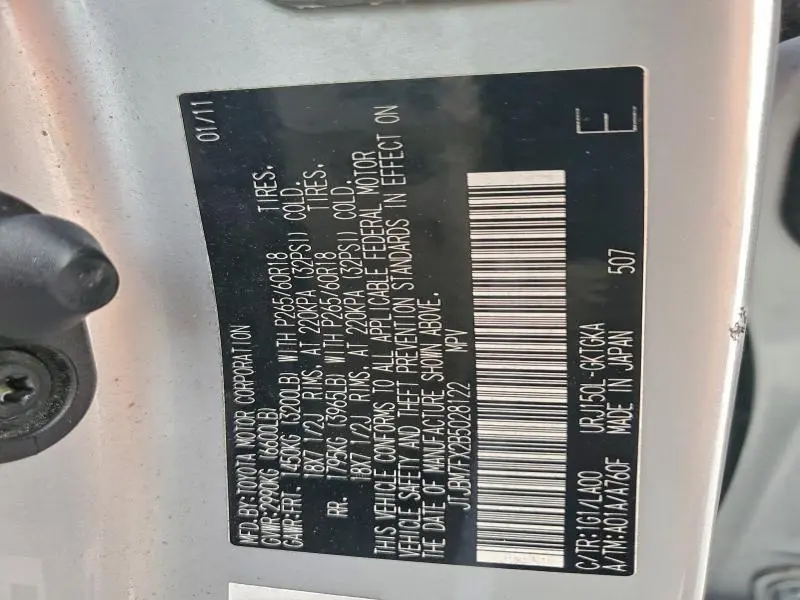 MFD.BY:TOYOTA MOTOR CORPORATION 01/11
GVWR:2990KG (6600LB)
GAWR:FRT. 1450KG (3200LB) WITH P265/60R18 TIRES,
18X7 1/2J RIMS, AT 220KPA (32PSI) COLD.
RR. 1795KG (3965LB) WITH P265/60R18 TIRES,
18X7 1/2J RIMS, AT 220KPA (32PSI) COLD.
THIS VEHICLE CONFORMS TO ALL APPLICABLE FEDERAL MOTOR
VEHICLE SAFETY AND THEFT PREVENTION STANDARDS IN EFFECT ON
THE DATE OF MANUFACTURE SHOWN ABOVE.
JTJBM7FX2B5028122 MPV
C/TR:1G1/LA00 URJ150L-GKTGKA
A/TM:A01A/A760F MADE IN JAPAN 507
E